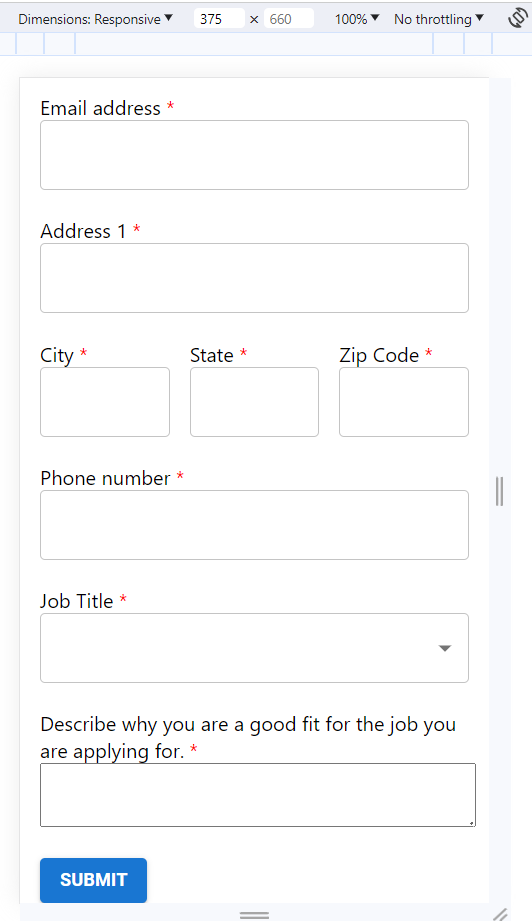 Dimensions: Responsive ▼ 375 × 660 100% ▼ No throttling ▼
Email address *
Address 1 *
City * State * Zip Code *
Phone number *
Job Title *
Describe why you are a good fit for the job you
are applying for. *
SUBMIT